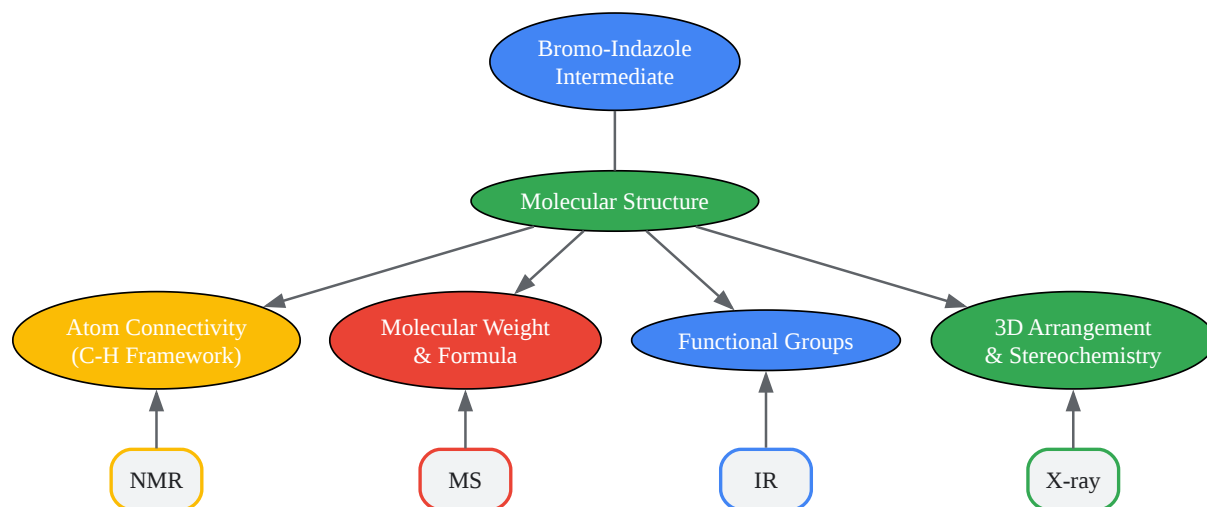 Bromo-Indazole
Intermediate
Molecular Structure
Atom Connectivity
(C-H Framework)
Molecular Weight
& Formula
Functional Groups
3D Arrangement
& Stereochemistry
NMR
MS
IR
X-ray